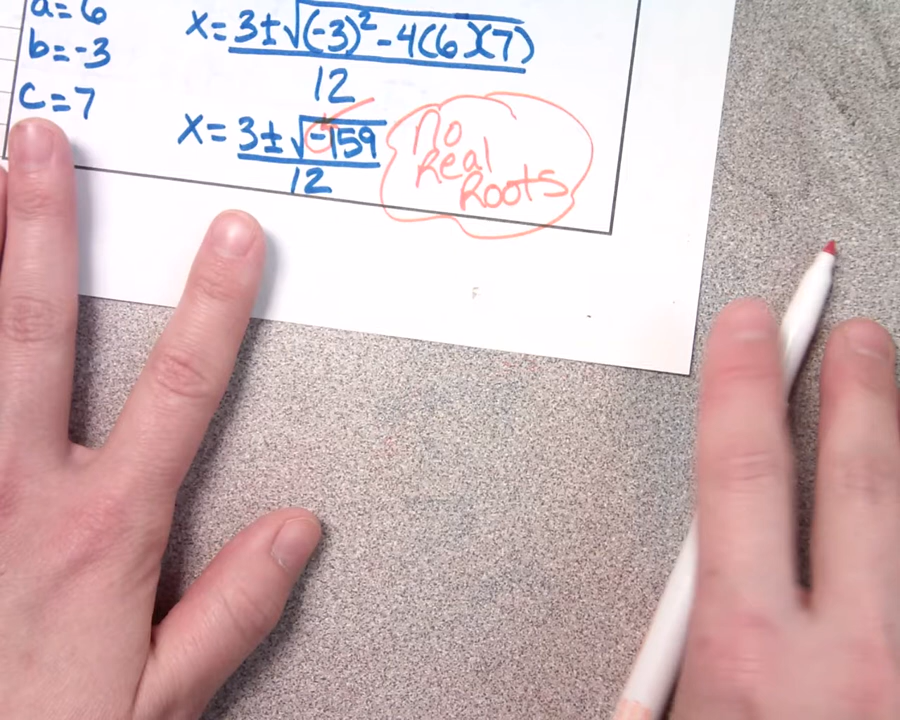 a=6
b=-3
c=7
x=3±√(-3)²-4(6)(7)
12
x=3±√-159
12
No
Real
Roots